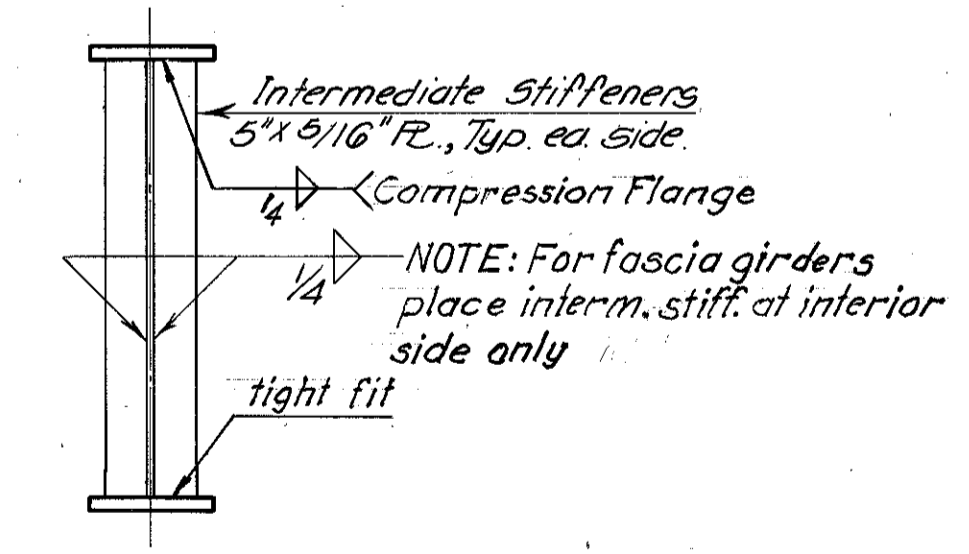 Intermediate Stiffeners
5"X 5/16" PL., Typ. ea. side.
1/4
Compression Flange
1/4
NOTE: For fascia girders
place interm. stiff. at interior
side only
tight fit